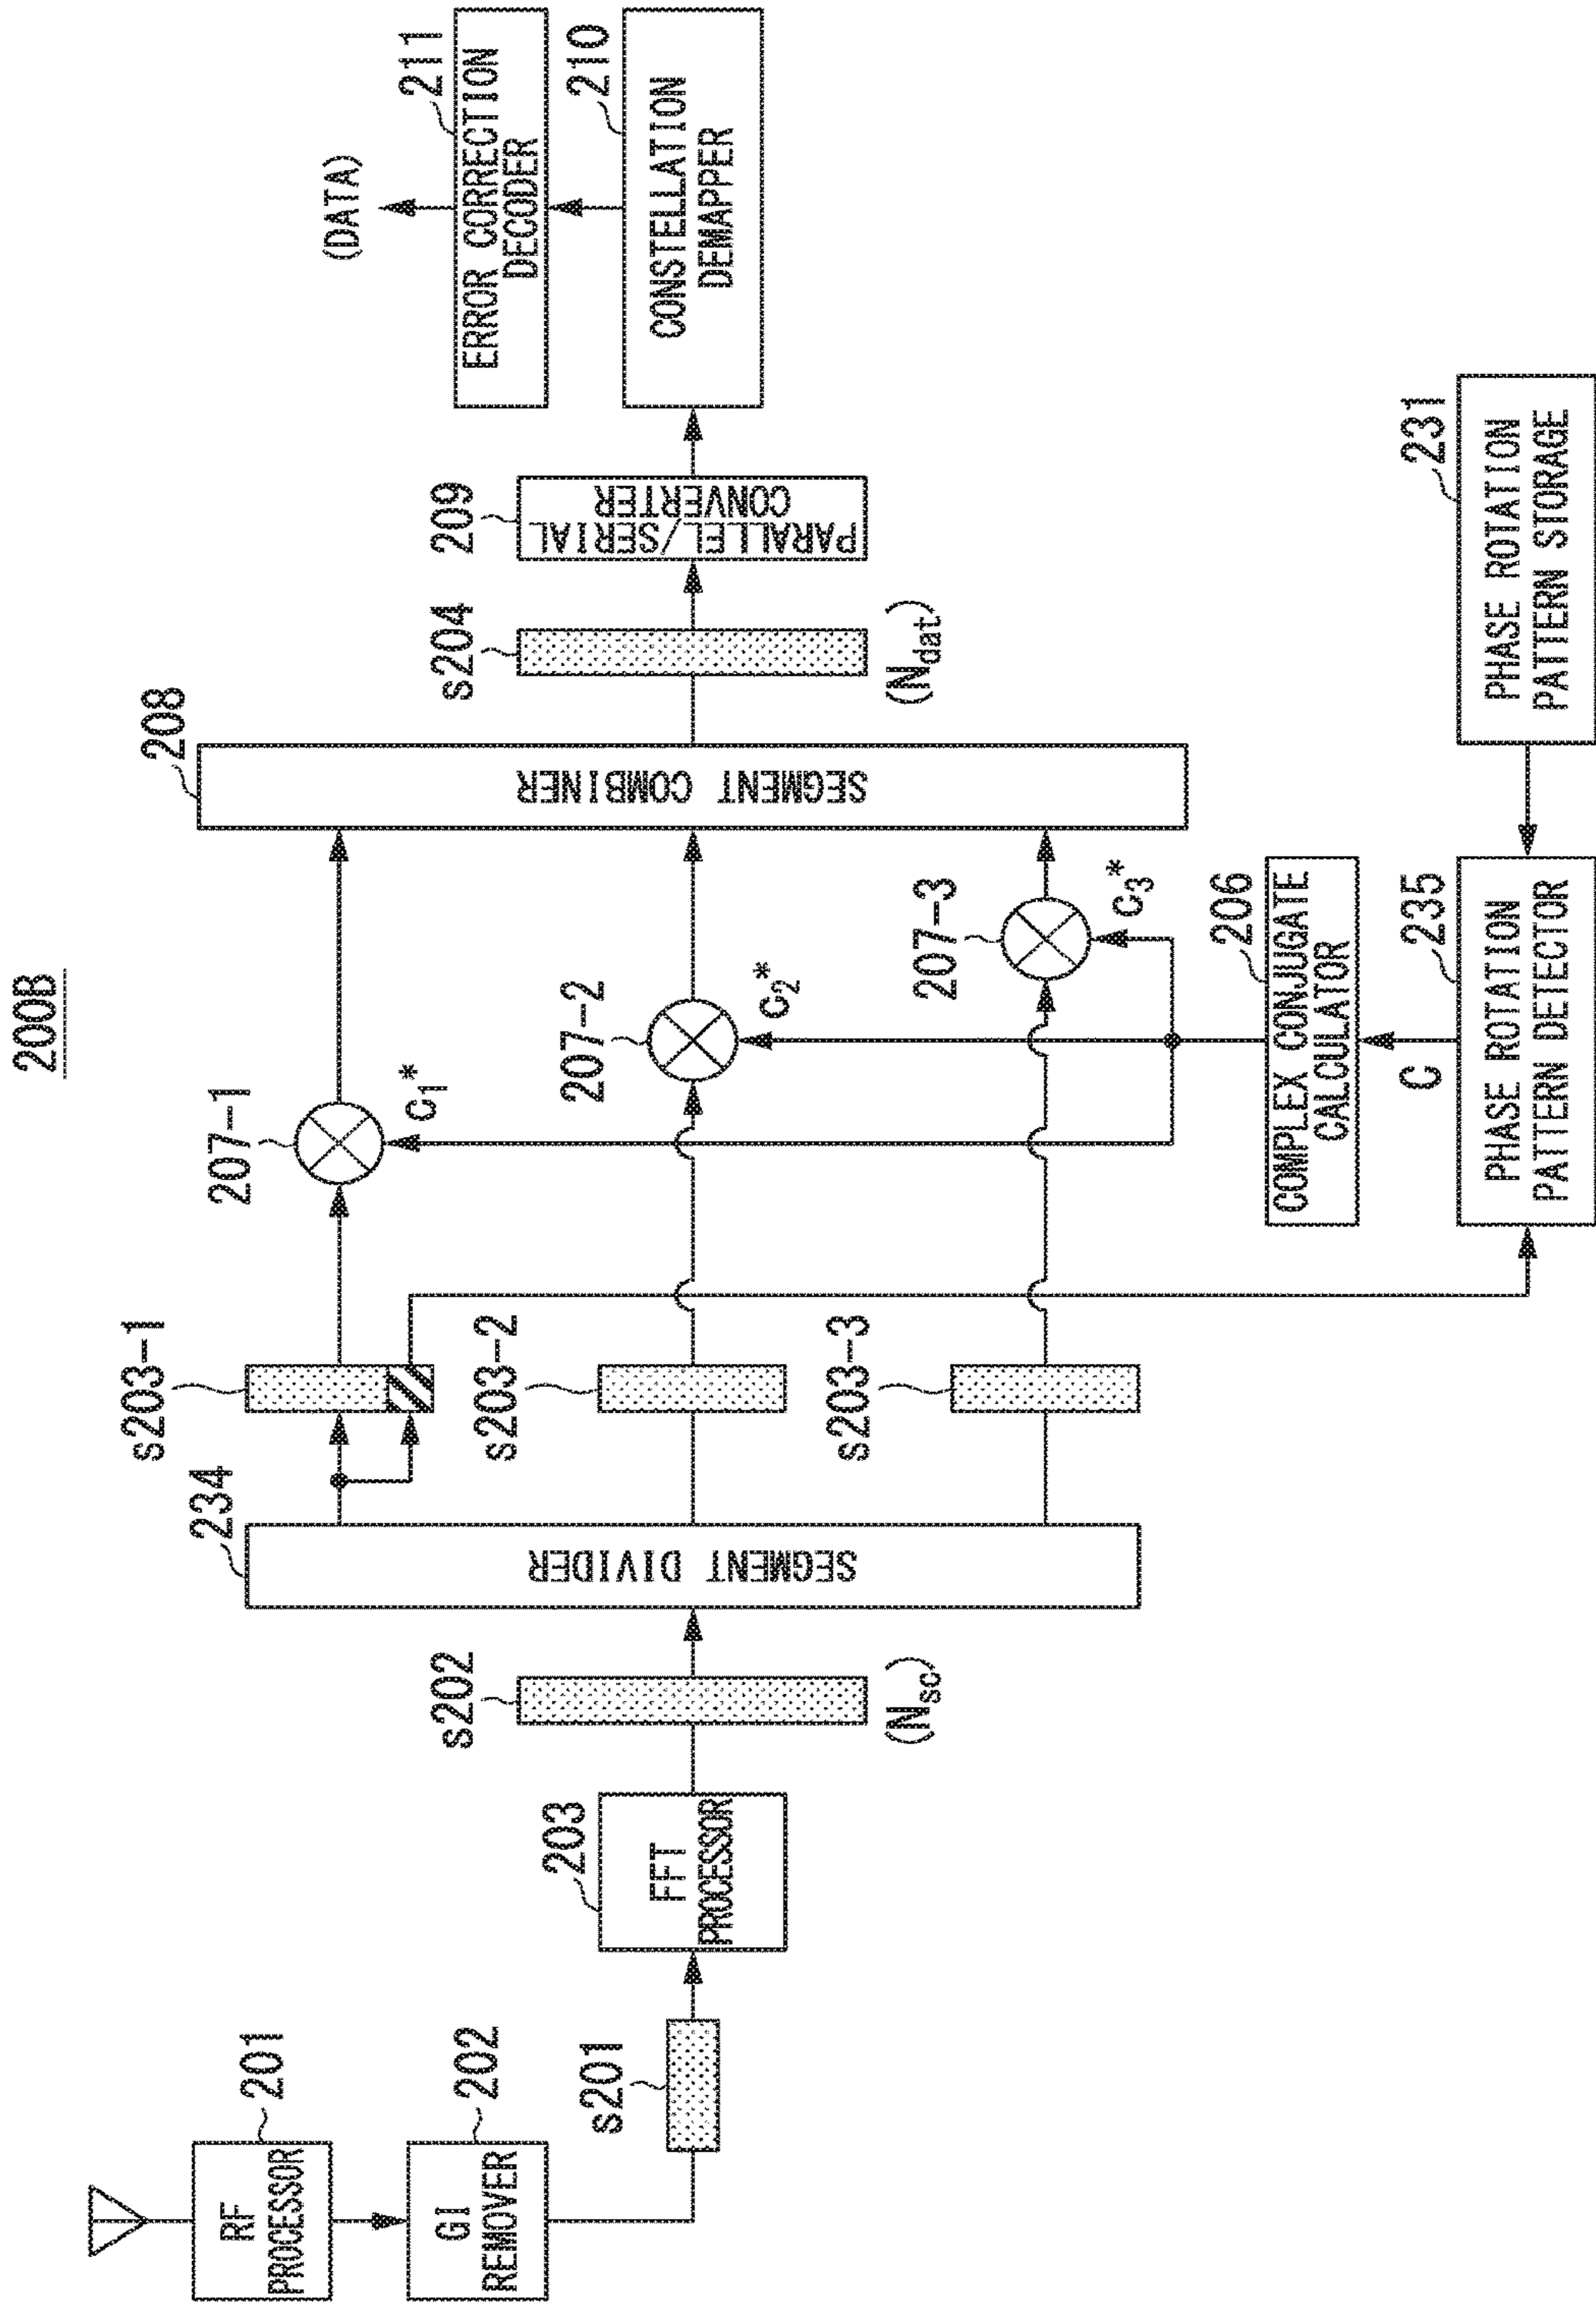 200B
RF
PROCESSOR
201
GI
REMOVER
202
s201
FFT
PROCESSOR
203
s202
(Nsc)
SEGMENT DIVIDER
234
s203-1
s203-2
s203-3
207-1
c1*
207-2
c2*
207-3
c3*
SEGMENT COMBINER
208
COMPLEX CONJUGATE
CALCULATOR
206
C
PHASE ROTATION
PATTERN DETECTOR
235
PHASE ROTATION
PATTERN STORAGE
231
s204
(Ndat)
PARALLEL/SERIAL
CONVERTER
209
CONSTELLATION
DEMAPPER
210
ERROR CORRECTION
DECODER
211
(DATA)